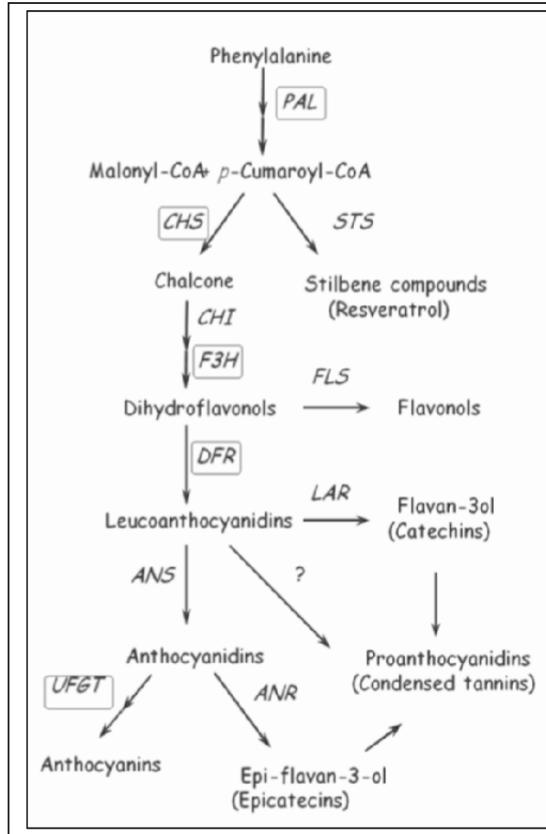 Phenylalanine
PAL
Malonyl-CoA+ p-Cumaroyl-CoA
CHS
STS
Chalcone
Stilbene compounds
(Resveratrol)
CHI
F3H
FLS
Dihydroflavonols
Flavonols
DFR
LAR
Leucoanthocyanidins
Flavan-3ol
(Catechins)
ANS
?
Anthocyanidins
Proanthocyanidins
(Condensed tannins)
UFGT
ANR
Anthocyanins
Epi-flavan-3-ol
(Epicatecins)